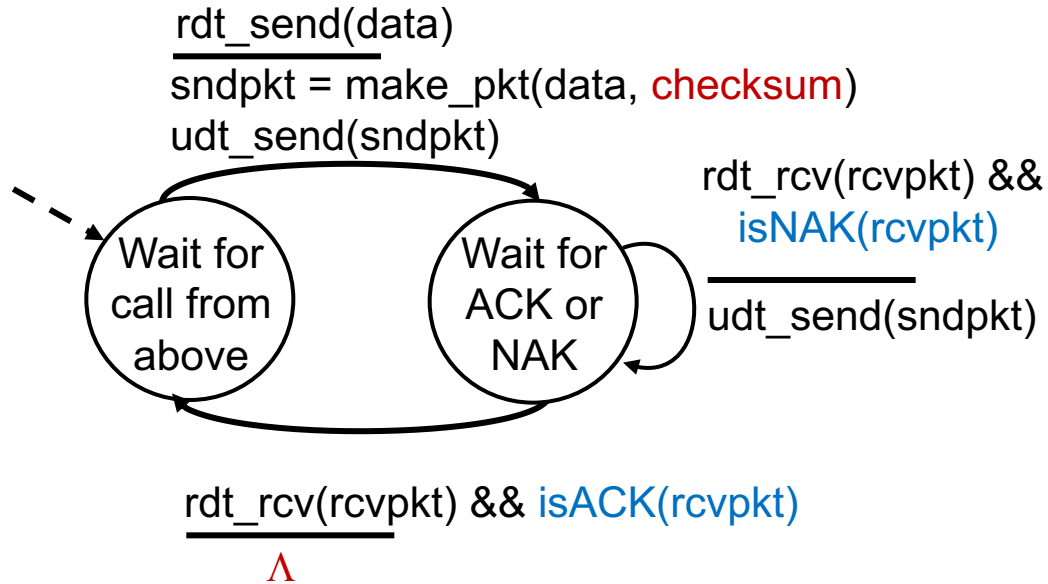 rdt_send(data)
sndpkt = make_pkt(data, checksum)
udt_send(sndpkt)
rdt_rcv(rcvpkt) &&
isNAK(rcvpkt)
udt_send(sndpkt)
Wait for
call from
above
Wait for
ACK or
NAK
rdt_rcv(rcvpkt) && isACK(rcvpkt)
Λ